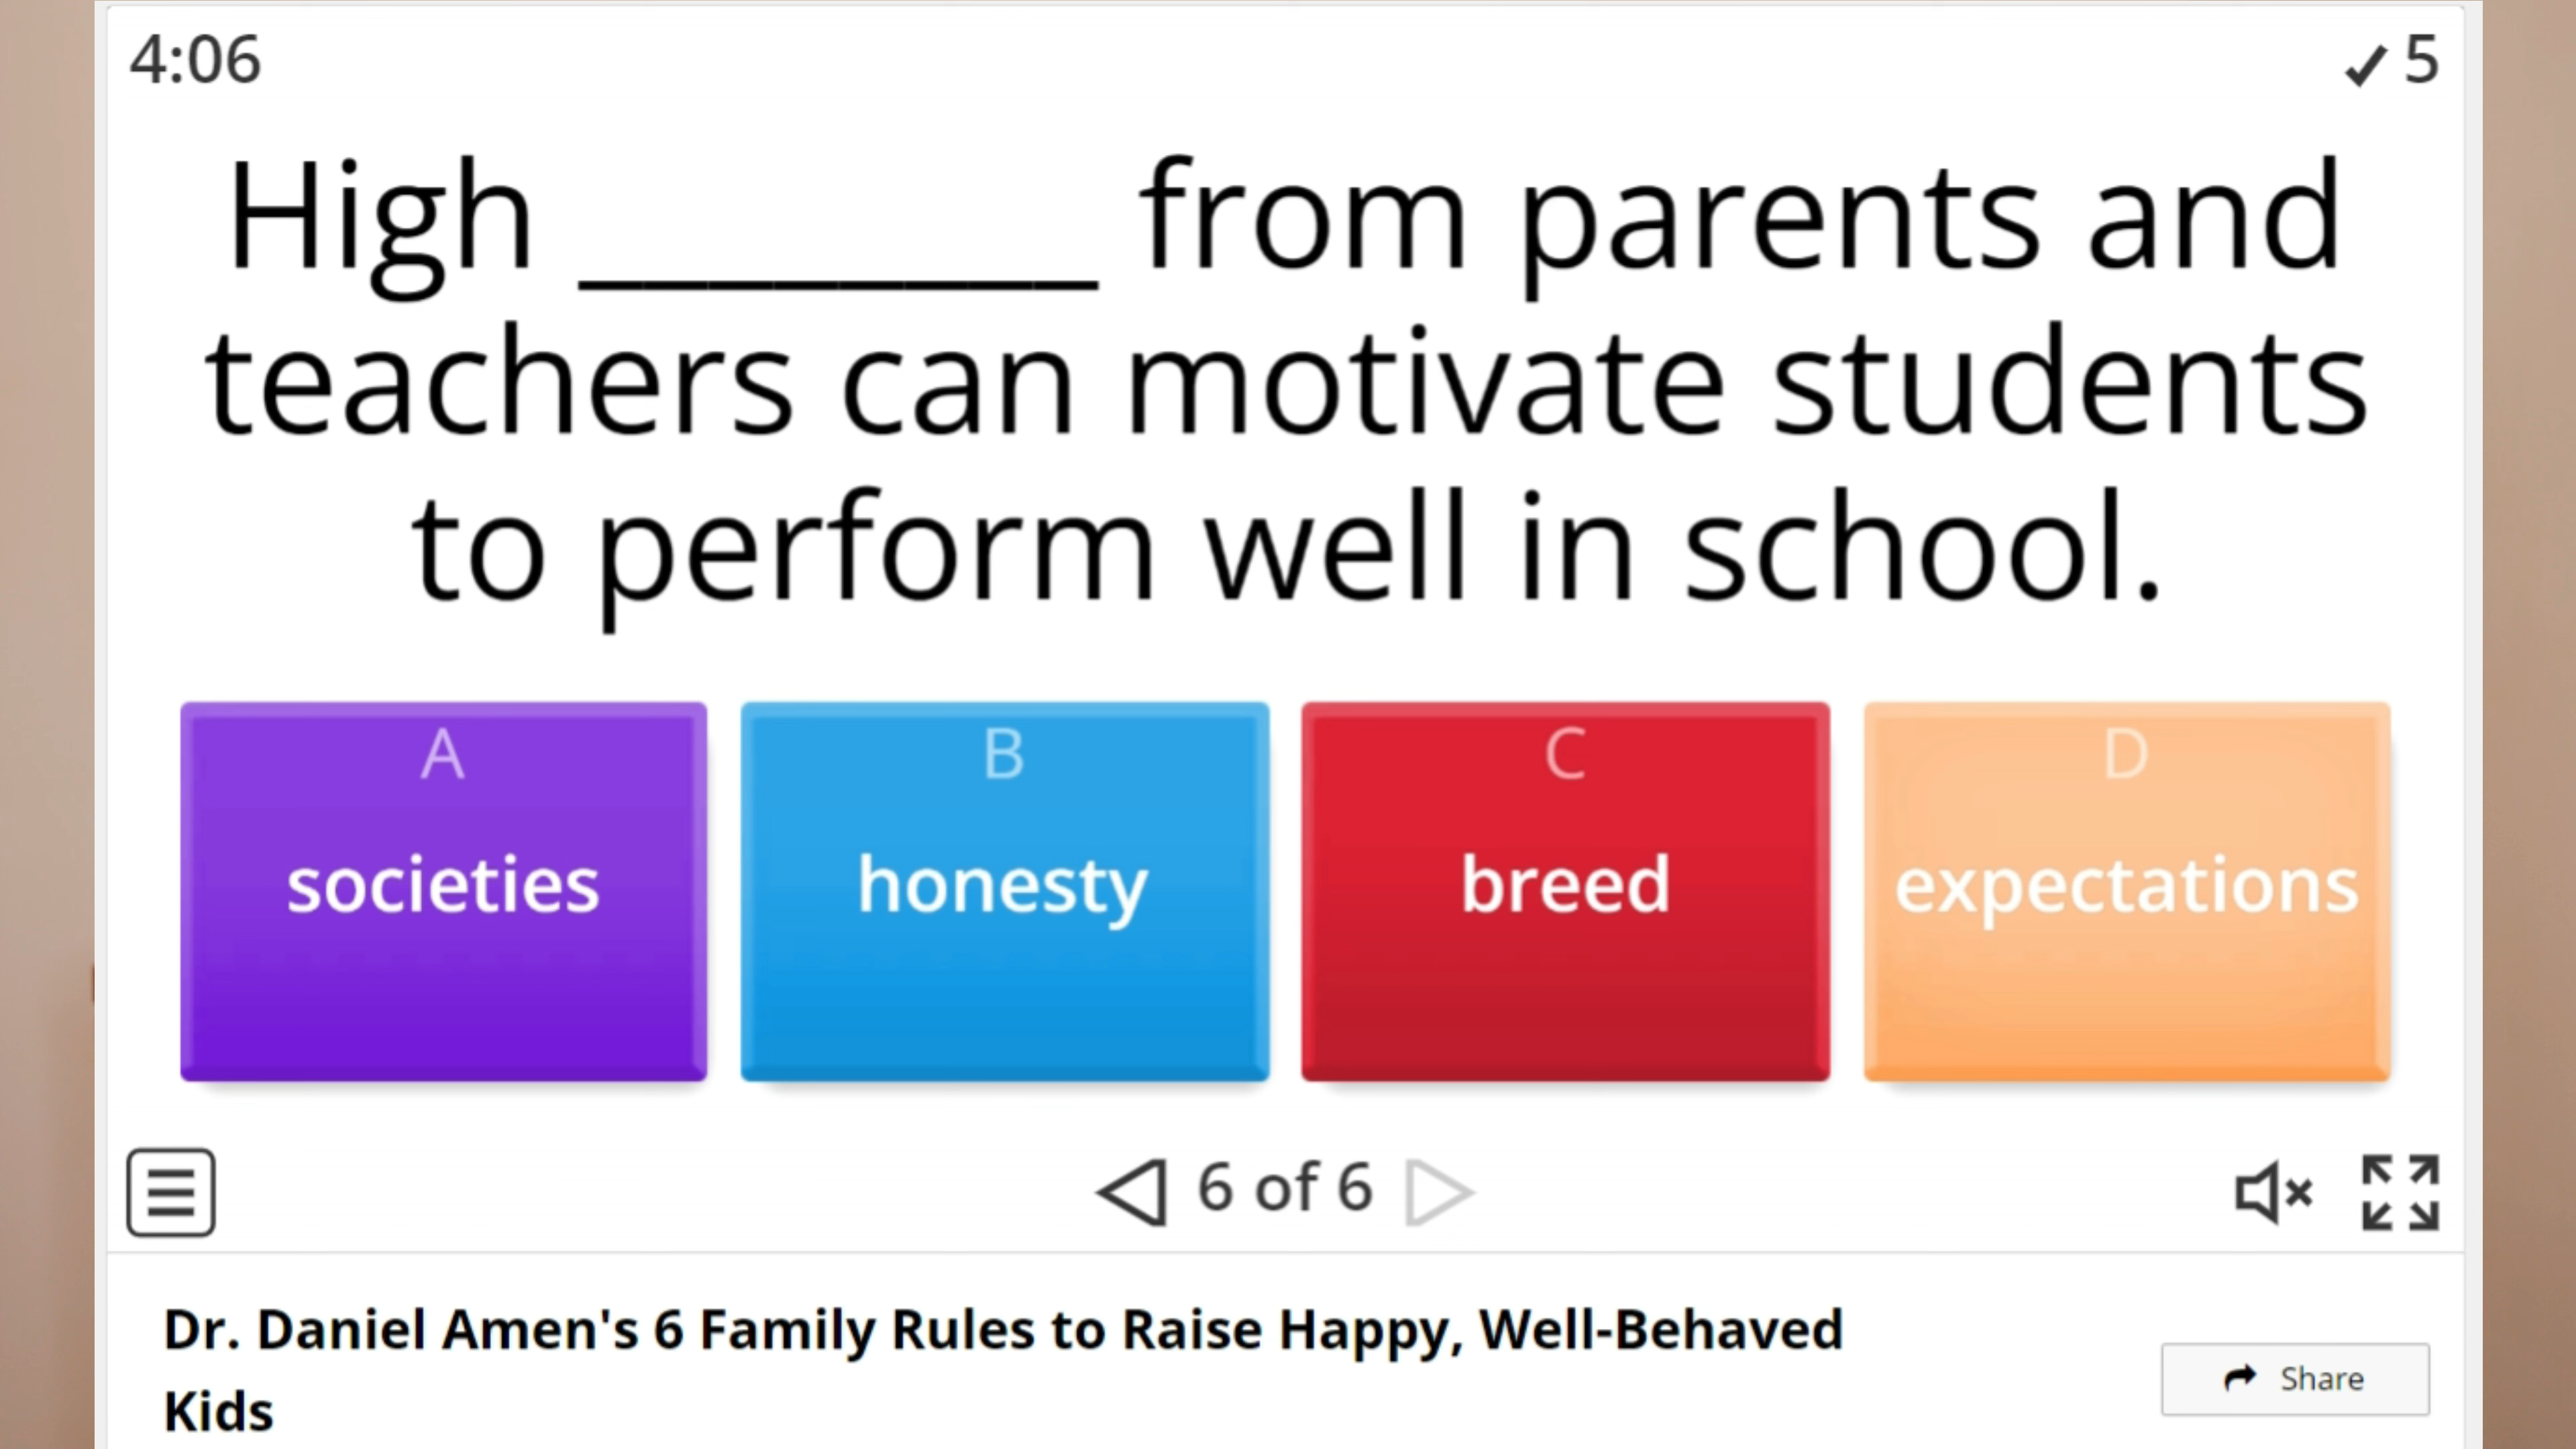 4:06
✓ 5
High ________ from parents and
teachers can motivate students
to perform well in school.
A
societies
B
honesty
C
breed
D
expectations
6 of 6
Dr. Daniel Amen's 6 Family Rules to Raise Happy, Well-Behaved
Kids
Share